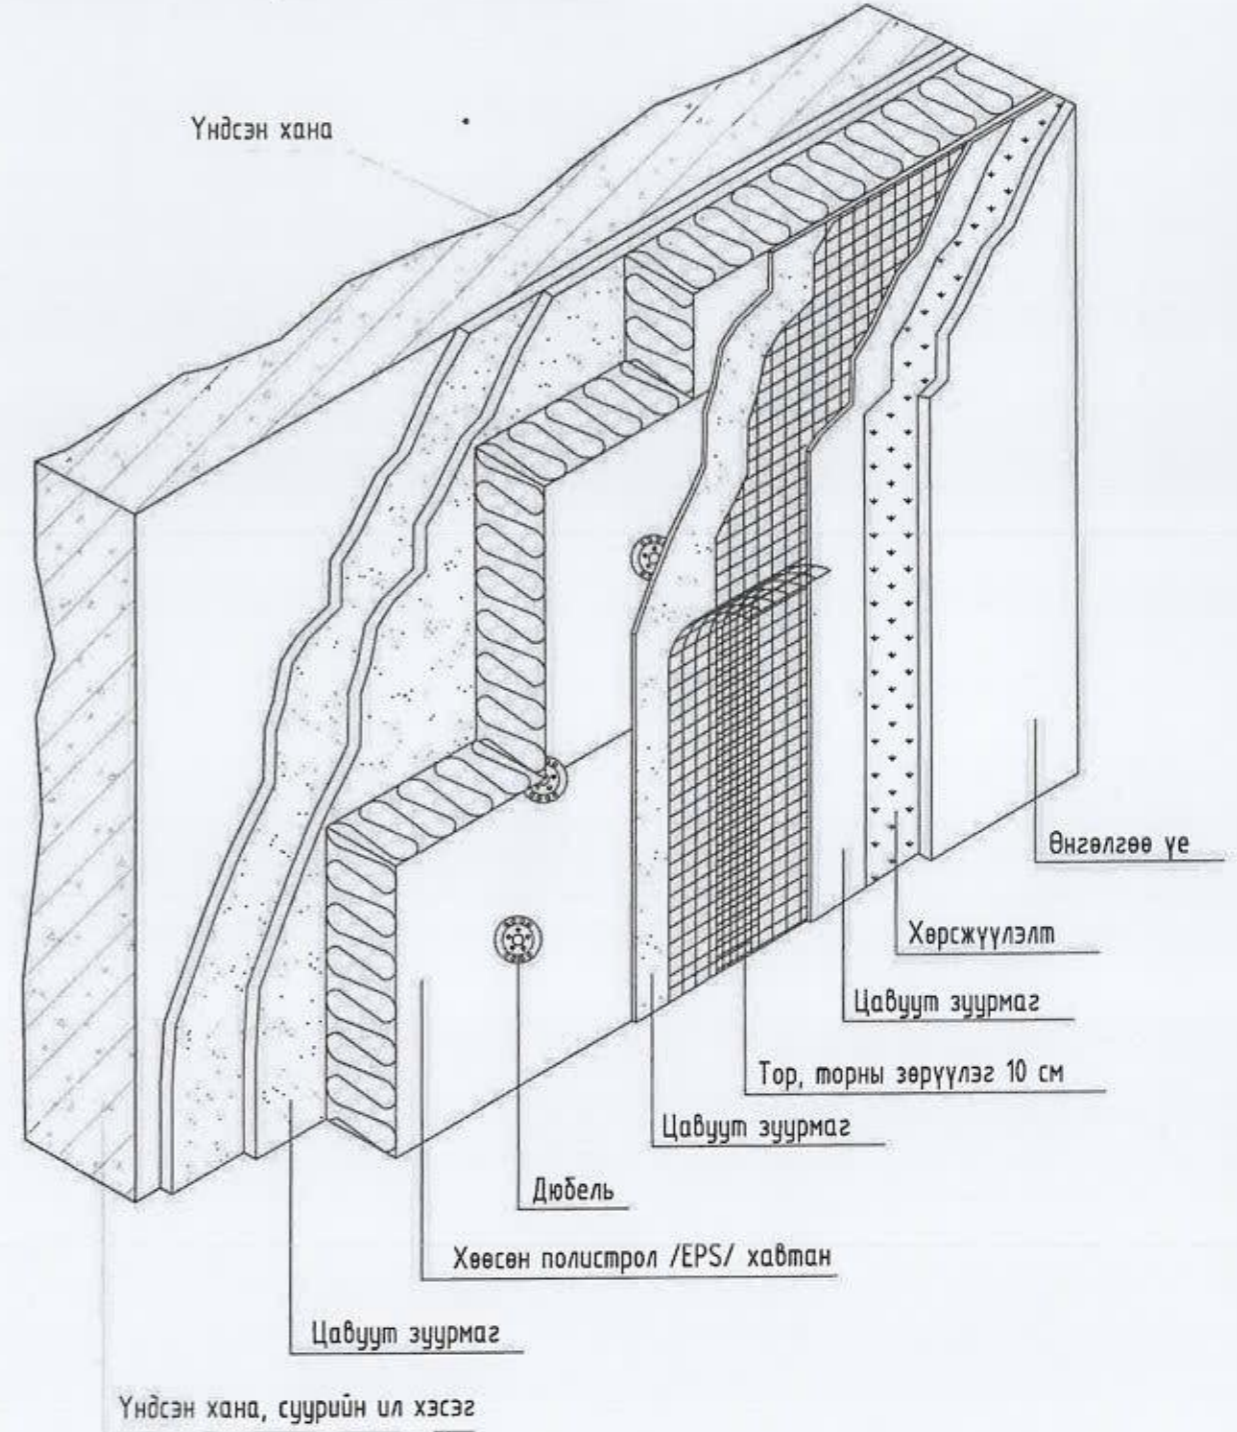 Үндсэн хана
Өнгөлгөө үе
Хөрсжүүлэлт
Цавуут зуурмаг
Тор, торны зөрүүлэг 10 см
Цавуут зуурмаг
Дюбель
Хөөсөн полистрол /EPS/ хавтан
Цавуут зуурмаг
Үндсэн хана, суурийн ил хэсэг